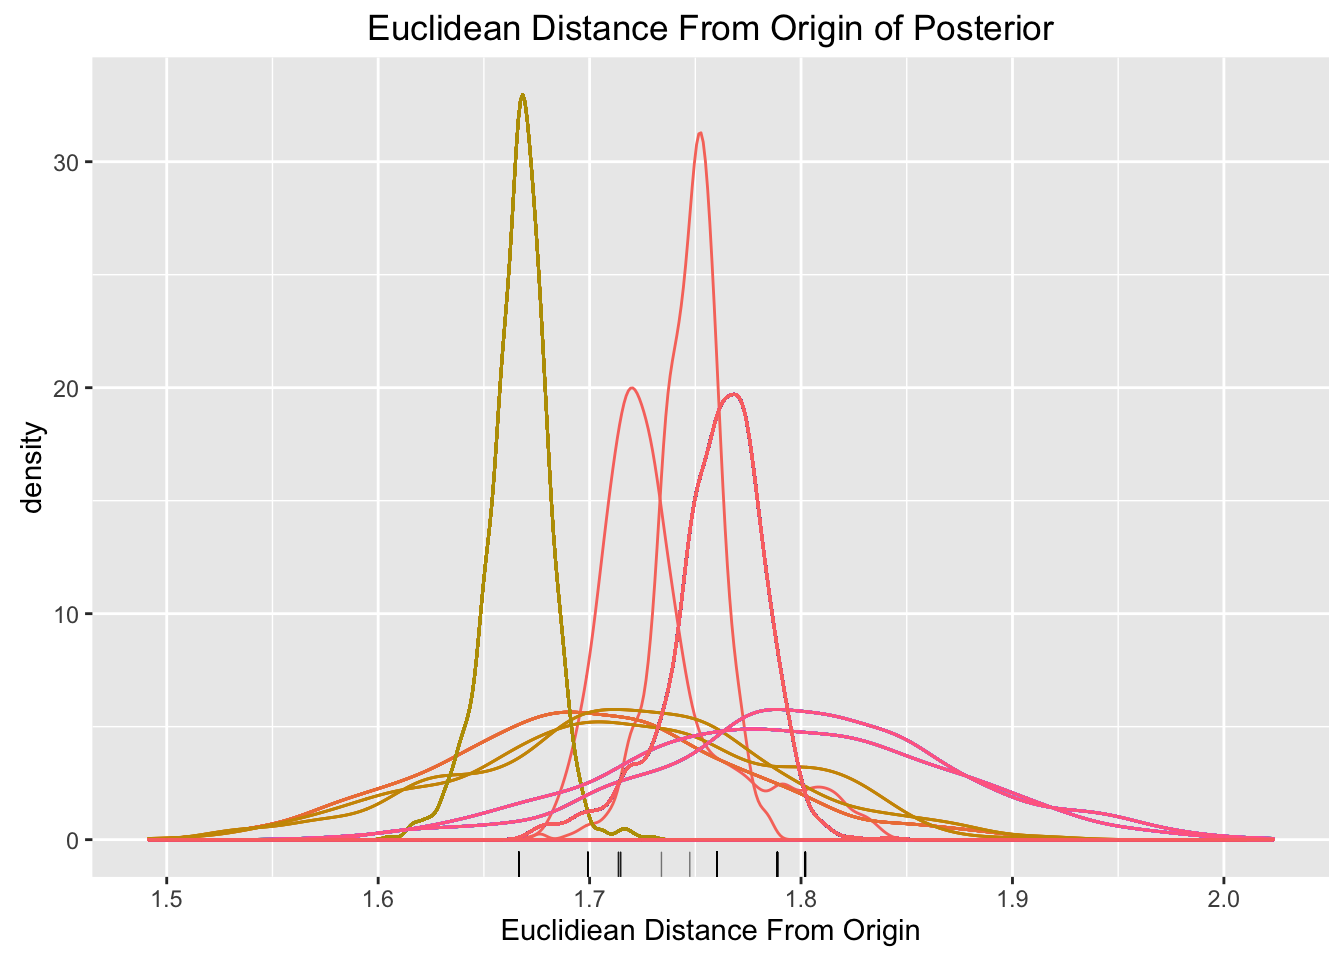 Euclidean Distance From Origin of Posterior
density
30
20
10
0
1.5 1.6 1.7 1.8 1.9 2.0
Euclidiean Distance From Origin